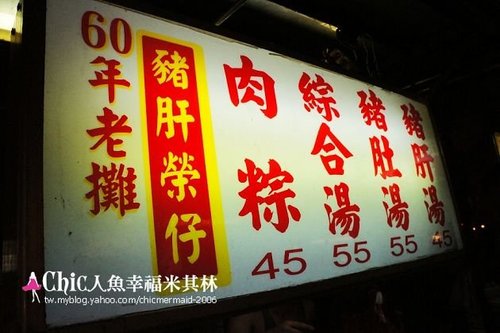 60年老攤
豬肝榮仔
肉粽 45
綜合湯 55
豬肚湯 55
豬肝湯 45
Chic人魚幸福米其林
tw.myblog.yahoo.com/chicmermaid-2006